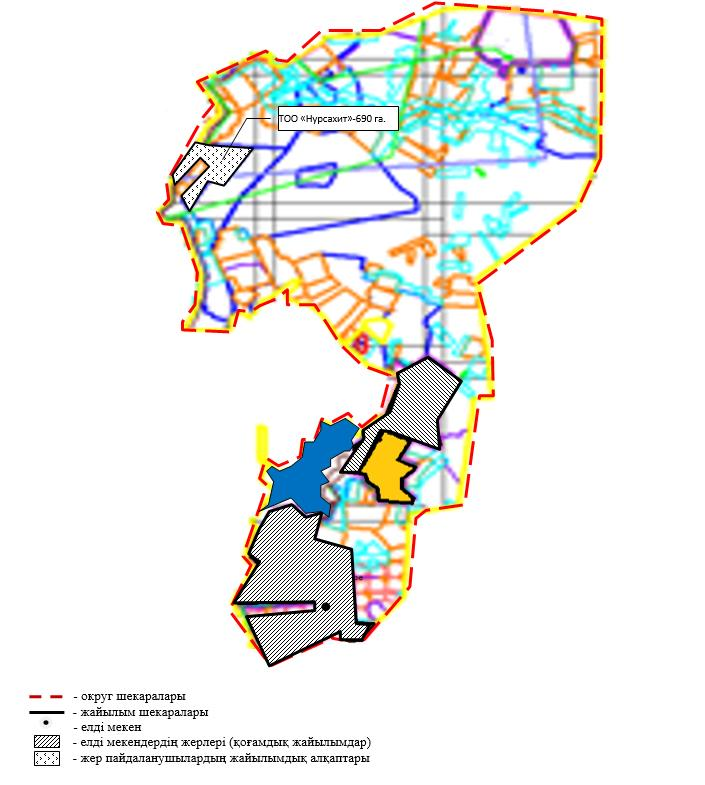 ТОО «Нурсахит»-690 га.
- округ шекаралары
- жайылым шекаралары
- елді мекен
- елді мекендердің жерлері (қоғамдық жайылымдар)
- жер пайдаланушылардың жайылымдық алқаптары